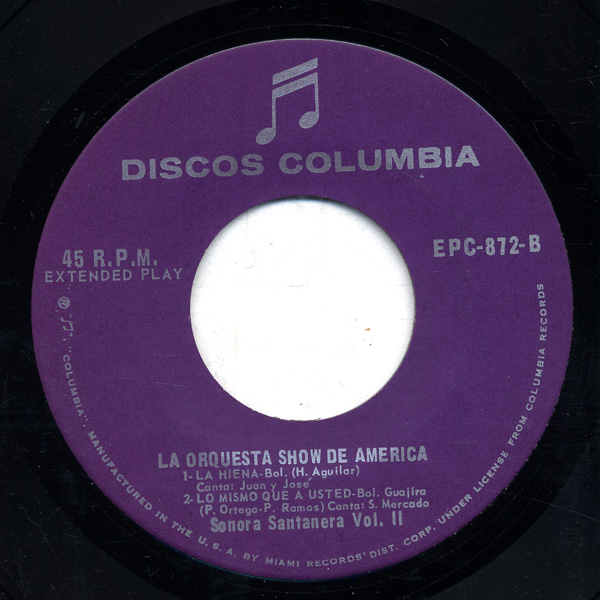 DISCOS COLUMBIA
45 R.P.M.
EXTENDED PLAY
EPC-872-B
LA ORQUESTA SHOW DE AMERICA
1-LA HIENA-Bol. (H. Aguilar)
Canta: Juan y José
2-LO MISMO QUE A USTED-Bol. Guajira
(P. Ortega-P. Ramos) Canta: S. Mercado
Sonora Santanera Vol. II
® "♫", "COLUMBIA". MANUFACTURED IN THE U. S. A. BY MIAMI RECORDS' DIST. CORP. UNDER LICENSE FROM COLUMBIA RECORDS